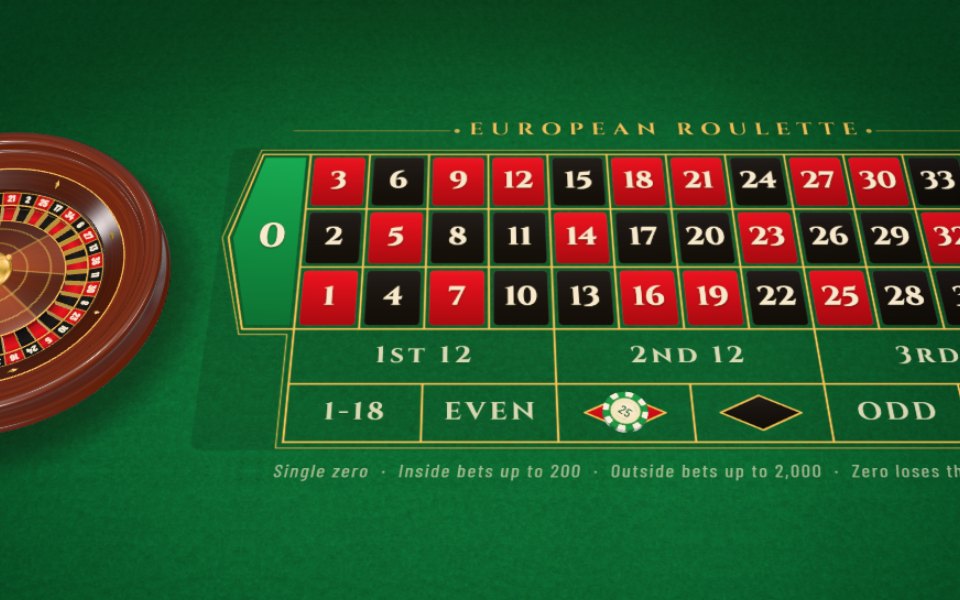 • EUROPEAN ROULETTE •
3 6 9 12 15 18 21 24 27 30 33
0 2 5 8 11 14 17 20 23 26 29 32
1 4 7 10 13 16 19 22 25 28
1ST 12 2ND 12 3RD
1-18 EVEN 25 ODD
Single zero · Inside bets up to 200 · Outside bets up to 2,000 · Zero loses